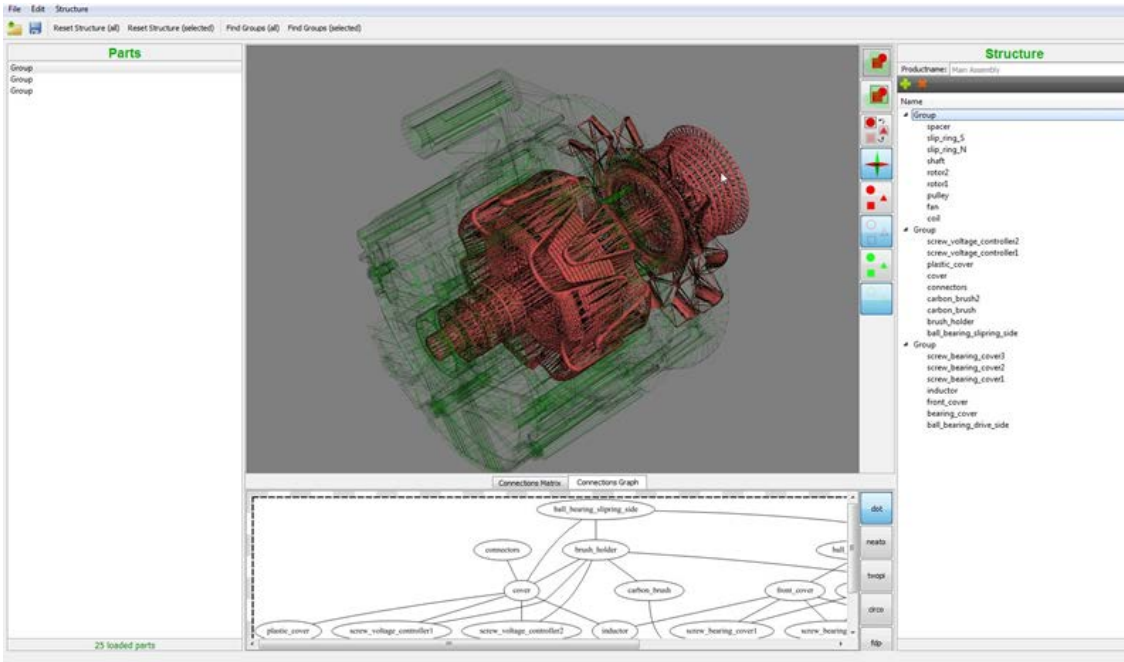 File Edit Structure
Reset Structure (all) Reset Structure (selected) Find Groups (all) Find Groups (selected)
Parts
Group
Group
Group
25 loaded parts
Connections Matrix Connections Graph
ball_bearing_slipring_side
connectors brush_holder ball_
cover carbon_brush front_cover
plastic_cover screw_voltage_controller1 screw_voltage_controller2 inductor screw_bearing_cover1 screw_bearing
dot
neato
twopi
circo
fdp
Structure
Productname: Main Assembly
Name
Group
spacer
slip_ring_S
slip_ring_N
shaft
rotor2
rotor1
pulley
fan
coil
Group
screw_voltage_controller2
screw_voltage_controller1
plastic_cover
cover
connectors
carbon_brush2
carbon_brush
brush_holder
ball_bearing_slipring_side
Group
screw_bearing_cover3
screw_bearing_cover2
screw_bearing_cover1
inductor
front_cover
bearing_cover
ball_bearing_drive_side